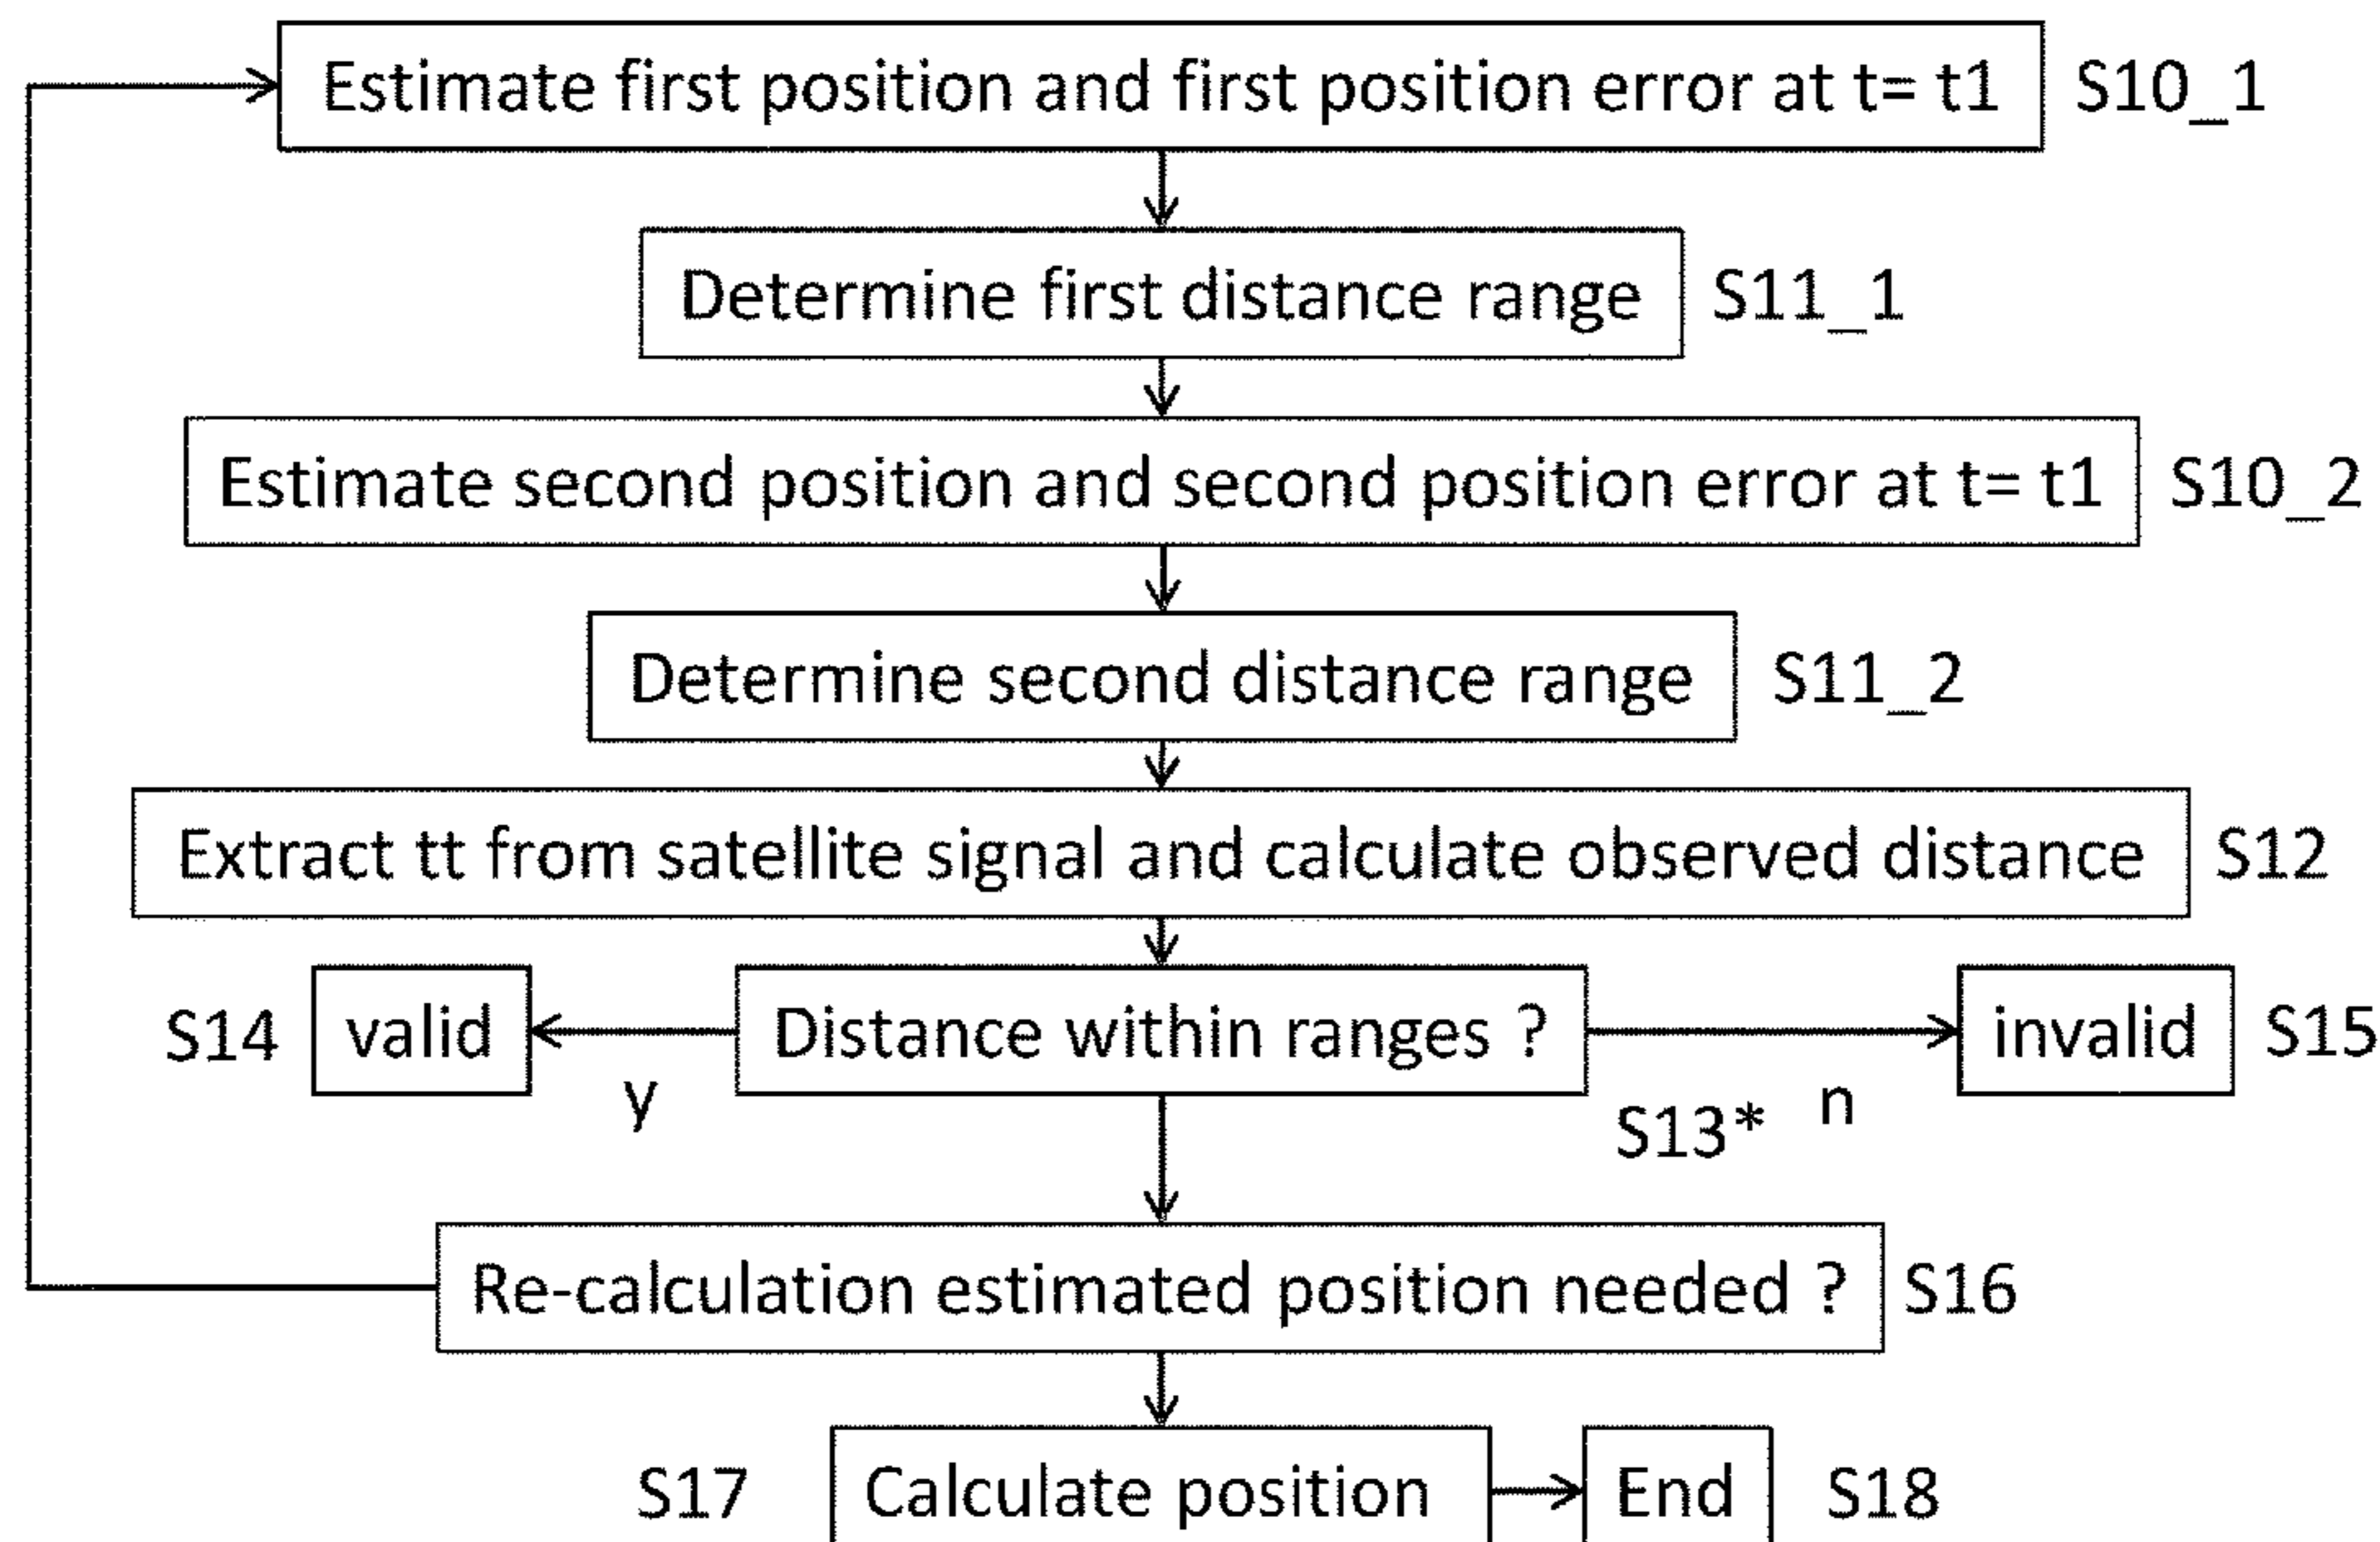 Estimate first position and first position error at t= t1 S10_1
Determine first distance range S11_1
Estimate second position and second position error at t= t1 S10_2
Determine second distance range S11_2
Extract tt from satellite signal and calculate observed distance S12
S14 valid Distance within ranges ? invalid S15
y S13* n
Re-calculation estimated position needed ? S16
S17 Calculate position End S18